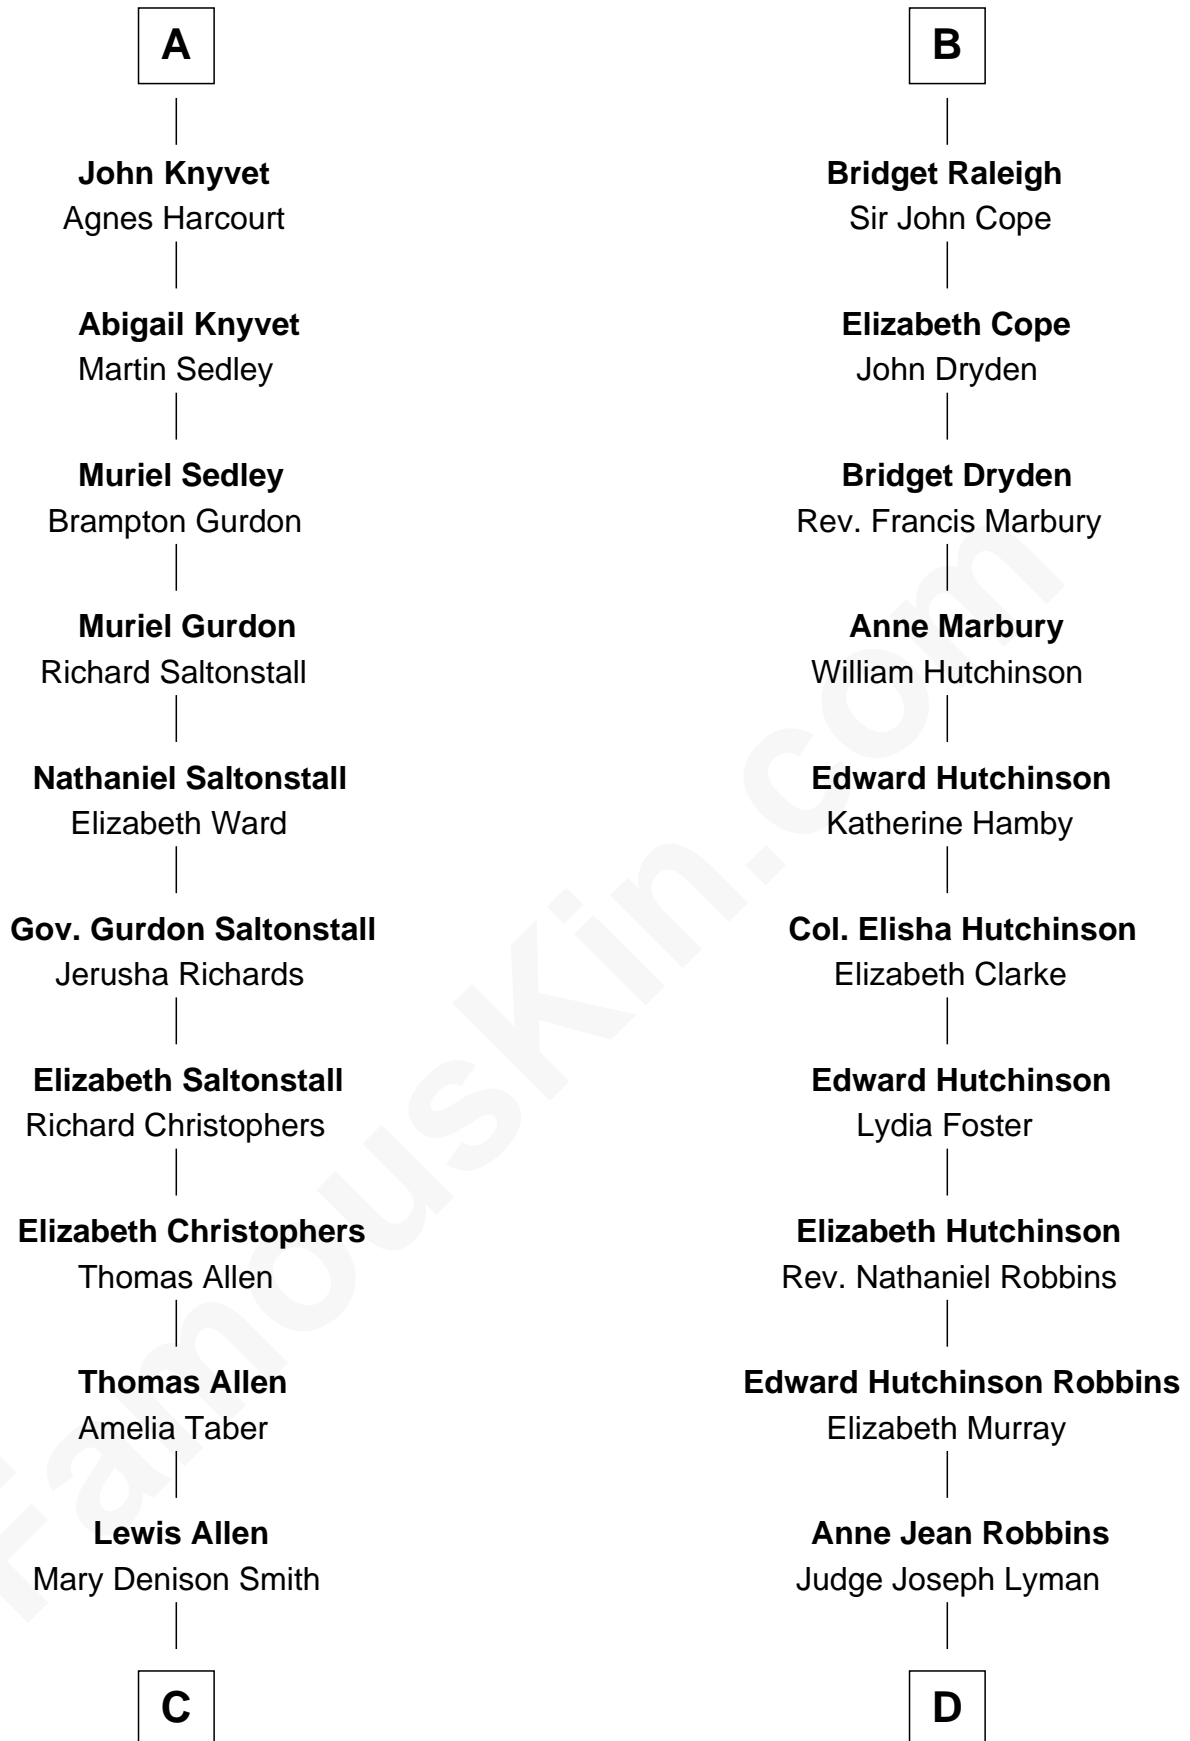 A
John Knyvet
Agnes Harcourt
Abigail Knyvet
Martin Sedley
Muriel Sedley
Brampton Gurdon
Muriel Gurdon
Richard Saltonstall
Nathaniel Saltonstall
Elizabeth Ward
Gov. Gurdon Saltonstall
Jerusha Richards
Elizabeth Saltonstall
Richard Christophers
Elizabeth Christophers
Thomas Allen
Thomas Allen
Amelia Taber
Lewis Allen
Mary Denison Smith
C
B
Bridget Raleigh
Sir John Cope
Elizabeth Cope
John Dryden
Bridget Dryden
Rev. Francis Marbury
Anne Marbury
William Hutchinson
Edward Hutchinson
Katherine Hamby
Col. Elisha Hutchinson
Elizabeth Clarke
Edward Hutchinson
Lydia Foster
Elizabeth Hutchinson
Rev. Nathaniel Robbins
Edward Hutchinson Robbins
Elizabeth Murray
Anne Jean Robbins
Judge Joseph Lyman
D
FamousKin.com